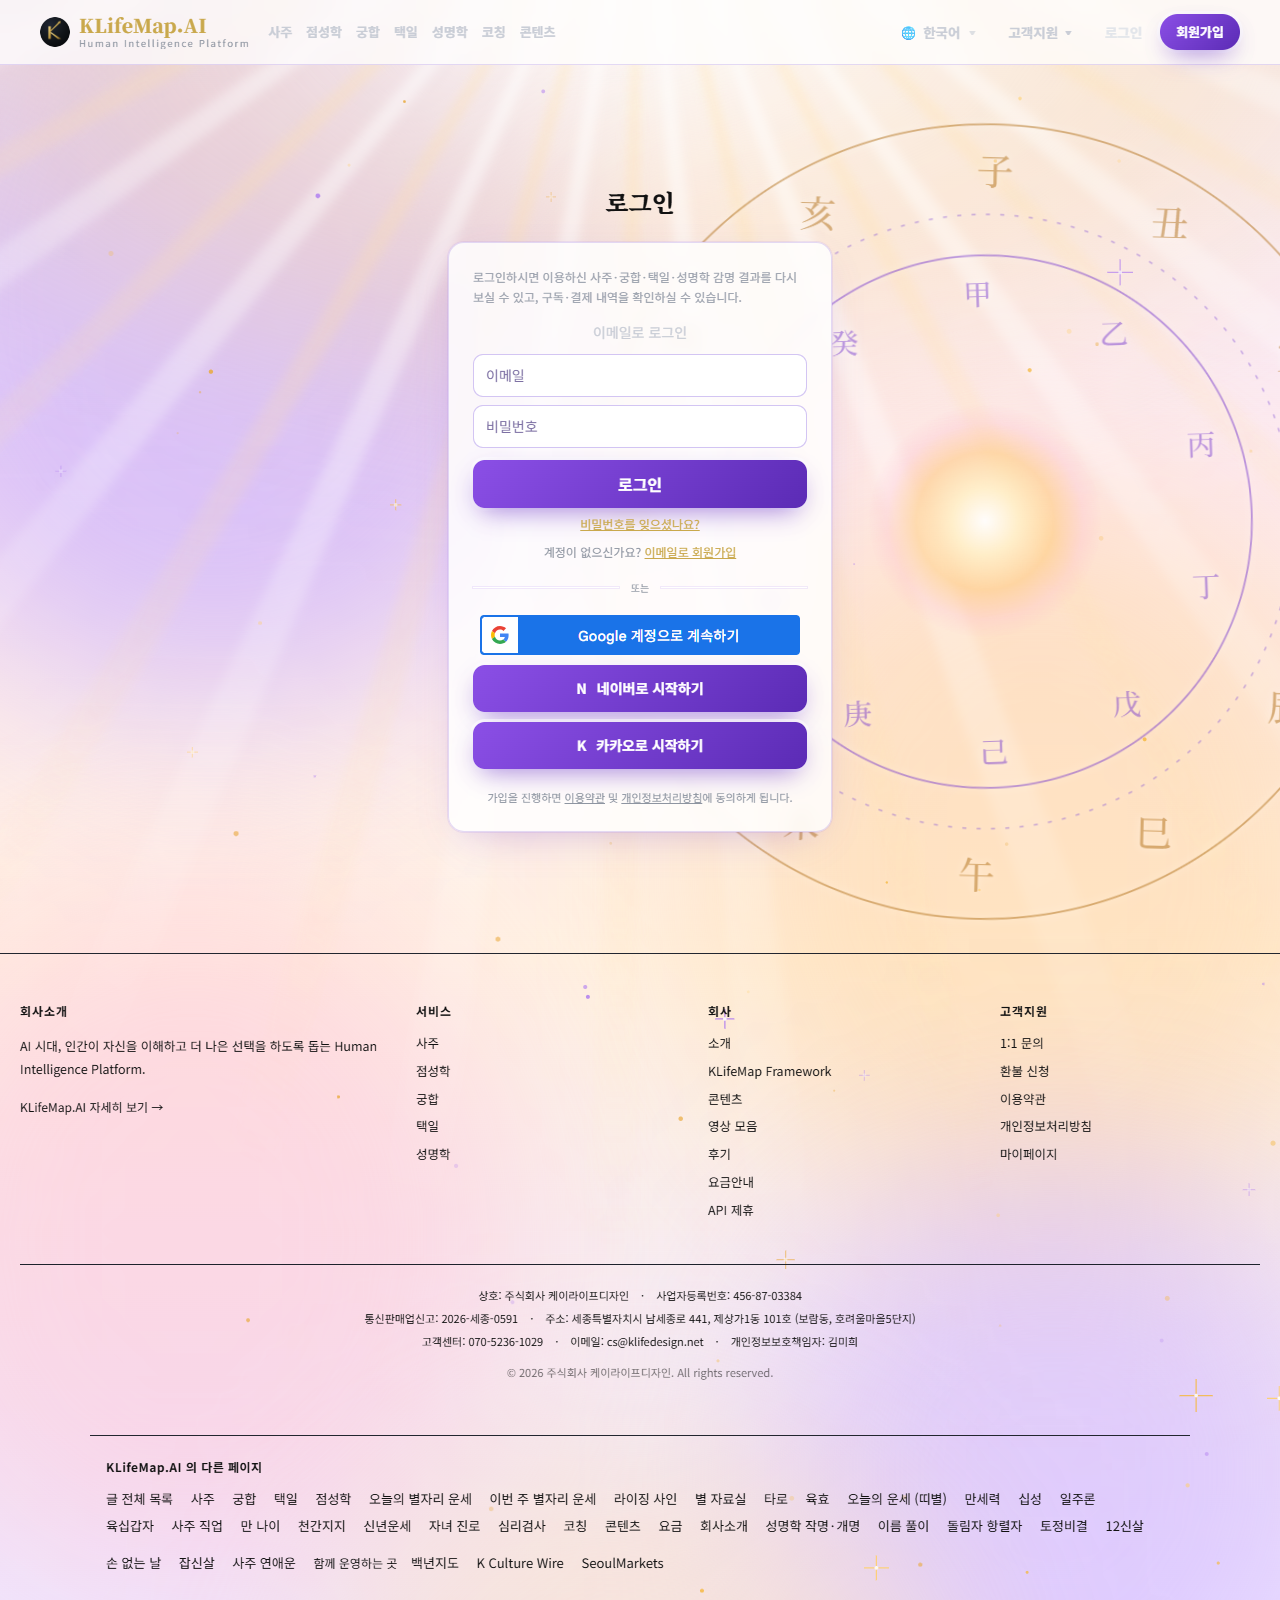 KLifeMap.AI
Human Intelligence Platform
사주 점성학 궁합 택일 성명학 코칭 콘텐츠
한국어 고객지원 로그인 회원가입
로그인
로그인하시면 이용하신 사주·궁합·택일·성명학 감명 결과를 다시
보실 수 있고, 구독·결제 내역을 확인하실 수 있습니다.
이메일로 로그인
이메일
비밀번호
로그인
비밀번호를 잊으셨나요?
계정이 없으신가요? 이메일로 회원가입
또는
Google 계정으로 계속하기
N 네이버로 시작하기
K 카카오로 시작하기
가입을 진행하면 이용약관 및 개인정보처리방침에 동의하게 됩니다.
子
丑
巳
午
亥
甲
乙
丙
丁
戊
己
庚
癸
회사소개
AI 시대, 인간이 자신을 이해하고 더 나은 선택을 하도록 돕는 Human
Intelligence Platform.
KLifeMap.AI 자세히 보기 →
서비스
사주
점성학
궁합
택일
성명학
회사
소개
KLifeMap Framework
콘텐츠
영상 모음
후기
요금안내
API 제휴
고객지원
1:1 문의
환불 신청
이용약관
개인정보처리방침
마이페이지
상호: 주식회사 케이라이프디자인 · 사업자등록번호: 456-87-03384
통신판매업신고: 2026-세종-0591 · 주소: 세종특별자치시 남세종로 441, 제상가1동 101호 (보람동, 호려울마을5단지)
고객센터: 070-5236-1029 · 이메일: cs@klifedesign.net · 개인정보보호책임자: 김미희
© 2026 주식회사 케이라이프디자인. All rights reserved.
KLifeMap.AI 의 다른 페이지
글 전체 목록 사주 궁합 택일 점성학 오늘의 별자리 운세 이번 주 별자리 운세 라이징 사인 별 자료실 타로 육효 오늘의 운세 (띠별) 만세력 십성 일주론
육십갑자 사주 직업 만 나이 천간지지 신년운세 자녀 진로 심리검사 코칭 콘텐츠 요금 회사소개 성명학 작명·개명 이름 풀이 돌림자 항렬자 토정비결 12신살
손 없는 날 잡신살 사주 연애운 함께 운영하는 곳 백년지도 K Culture Wire SeoulMarkets